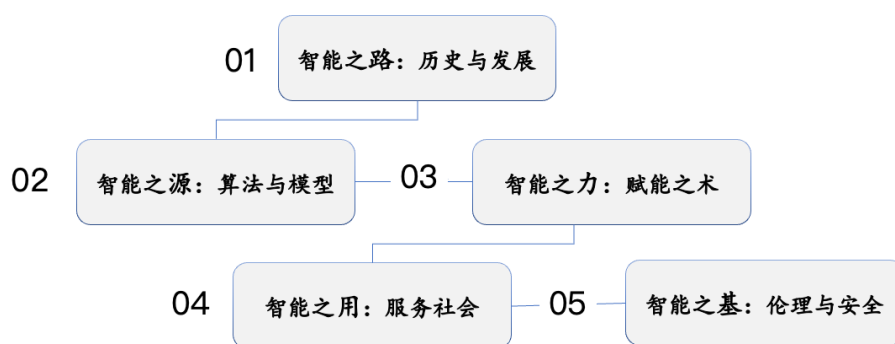 01 智能之路：历史与发展
02 智能之源：算法与模型 03 智能之力：赋能之术
04 智能之用：服务社会 05 智能之基：伦理与安全